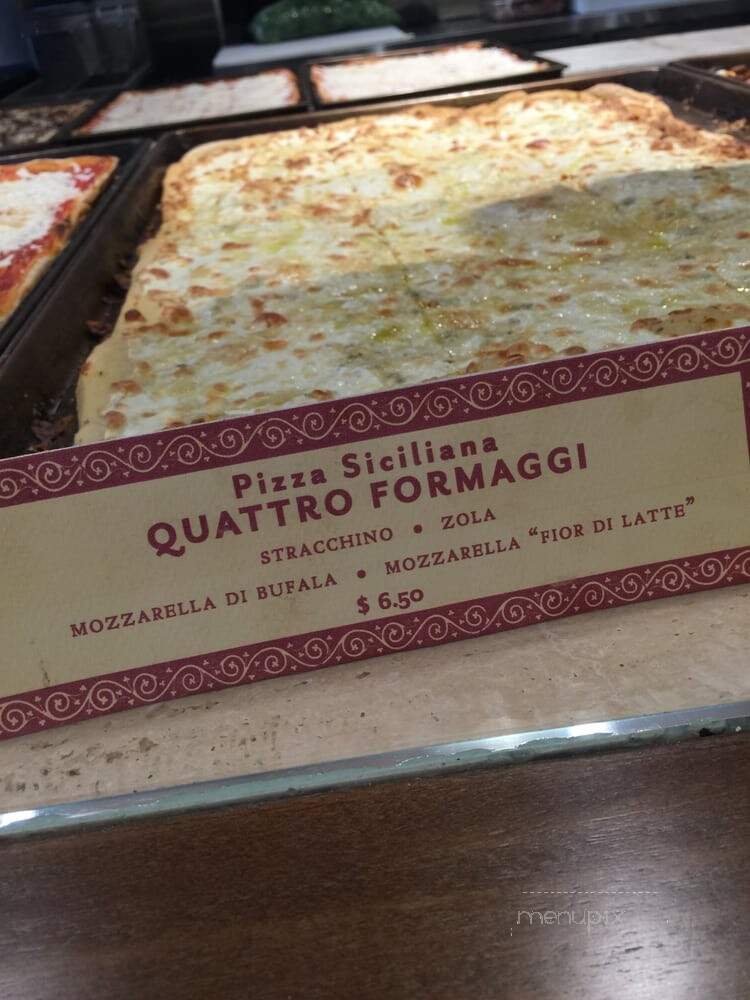 Pizza Siciliana
QUATTRO FORMAGGI
STRACCHINO • ZOLA
MOZZARELLA DI BUFALA • MOZZARELLA “FIOR DI LATTE”
$ 6.50
menupix